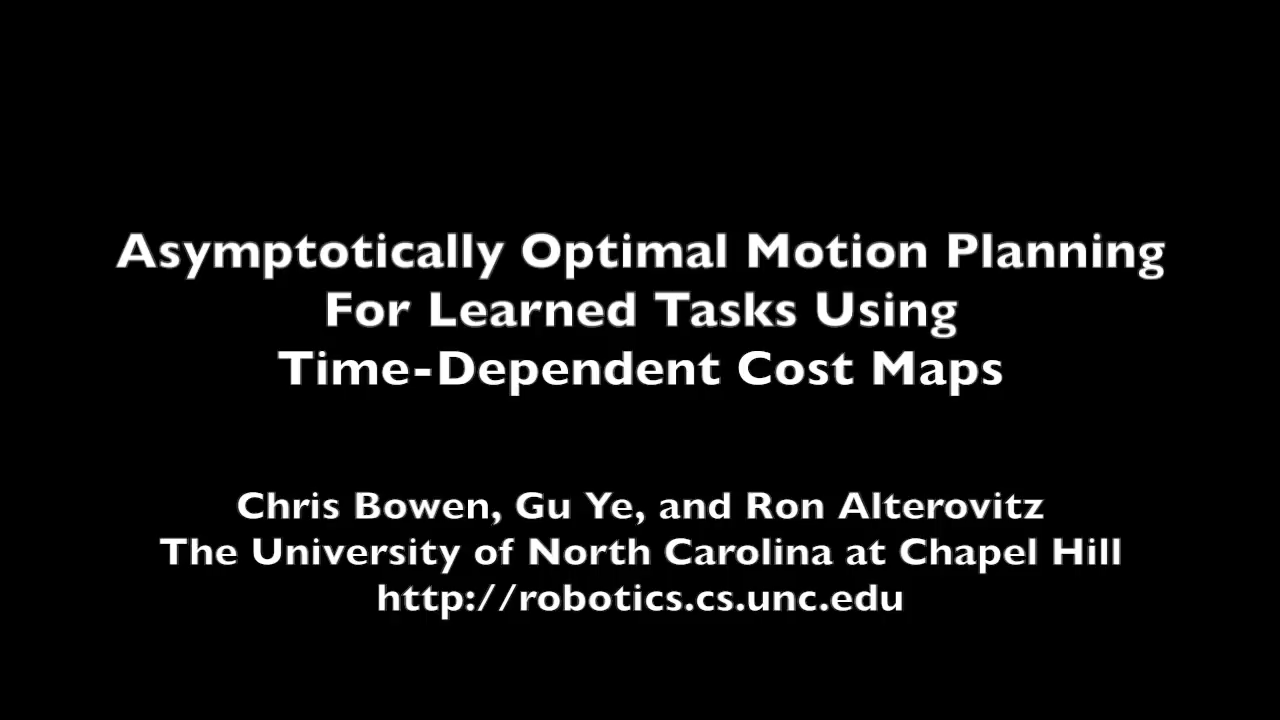 Asymptotically Optimal Motion Planning
For Learned Tasks Using
Time-Dependent Cost Maps
Chris Bowen, Gu Ye, and Ron Alterovitz
The University of North Carolina at Chapel Hill
http://robotics.cs.unc.edu